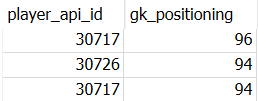 player_api_id gk_positioning
30717 96
30726 94
30717 94